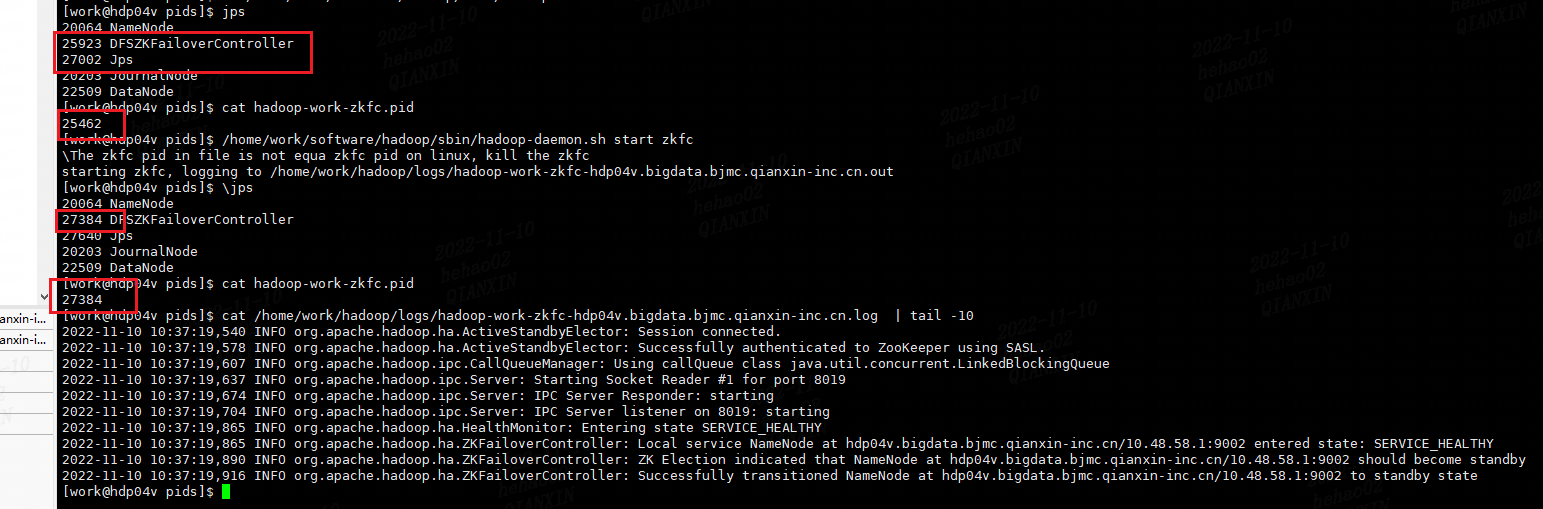 [work@hdp04v pids]$ jps
20064 NameNode
25923 DFSZKFailoverController
27002 Jps
20203 JournalNode
22509 DataNode
[work@hdp04v pids]$ cat hadoop-work-zkfc.pid
25462
[work@hdp04v pids]$ /home/work/software/hadoop/sbin/hadoop-daemon.sh start zkfc
\The zkfc pid in file is not equa zkfc pid on linux, kill the zkfc
starting zkfc, logging to /home/work/hadoop/logs/hadoop-work-zkfc-hdp04v.bigdata.bjmc.qianxin-inc.cn.out
[work@hdp04v pids]$ \jps
20064 NameNode
27384 DFSZKFailoverController
27640 Jps
20203 JournalNode
22509 DataNode
[work@hdp04v pids]$ cat hadoop-work-zkfc.pid
27384
[work@hdp04v pids]$ cat /home/work/hadoop/logs/hadoop-work-zkfc-hdp04v.bigdata.bjmc.qianxin-inc.cn.log  | tail -10
2022-11-10 10:37:19,540 INFO org.apache.hadoop.ha.ActiveStandbyElector: Session connected.
2022-11-10 10:37:19,578 INFO org.apache.hadoop.ha.ActiveStandbyElector: Successfully authenticated to ZooKeeper using SASL.
2022-11-10 10:37:19,607 INFO org.apache.hadoop.ipc.CallQueueManager: Using callQueue class java.util.concurrent.LinkedBlockingQueue
2022-11-10 10:37:19,637 INFO org.apache.hadoop.ipc.Server: Starting Socket Reader #1 for port 8019
2022-11-10 10:37:19,674 INFO org.apache.hadoop.ipc.Server: IPC Server Responder: starting
2022-11-10 10:37:19,704 INFO org.apache.hadoop.ipc.Server: IPC Server listener on 8019: starting
2022-11-10 10:37:19,865 INFO org.apache.hadoop.ha.HealthMonitor: Entering state SERVICE_HEALTHY
2022-11-10 10:37:19,865 INFO org.apache.hadoop.ha.ZKFailoverController: Local service NameNode at hdp04v.bigdata.bjmc.qianxin-inc.cn/10.48.58.1:9002 entered state: SERVICE_HEALTHY
2022-11-10 10:37:19,890 INFO org.apache.hadoop.ha.ZKFailoverController: ZK Election indicated that NameNode at hdp04v.bigdata.bjmc.qianxin-inc.cn/10.48.58.1:9002 should become standby
2022-11-10 10:37:19,916 INFO org.apache.hadoop.ha.ZKFailoverController: Successfully transitioned NameNode at hdp04v.bigdata.bjmc.qianxin-inc.cn/10.48.58.1:9002 to standby state
[work@hdp04v pids]$
anxin-i...
anxin-i...
2022-11-10
hehao02
QIANXIN